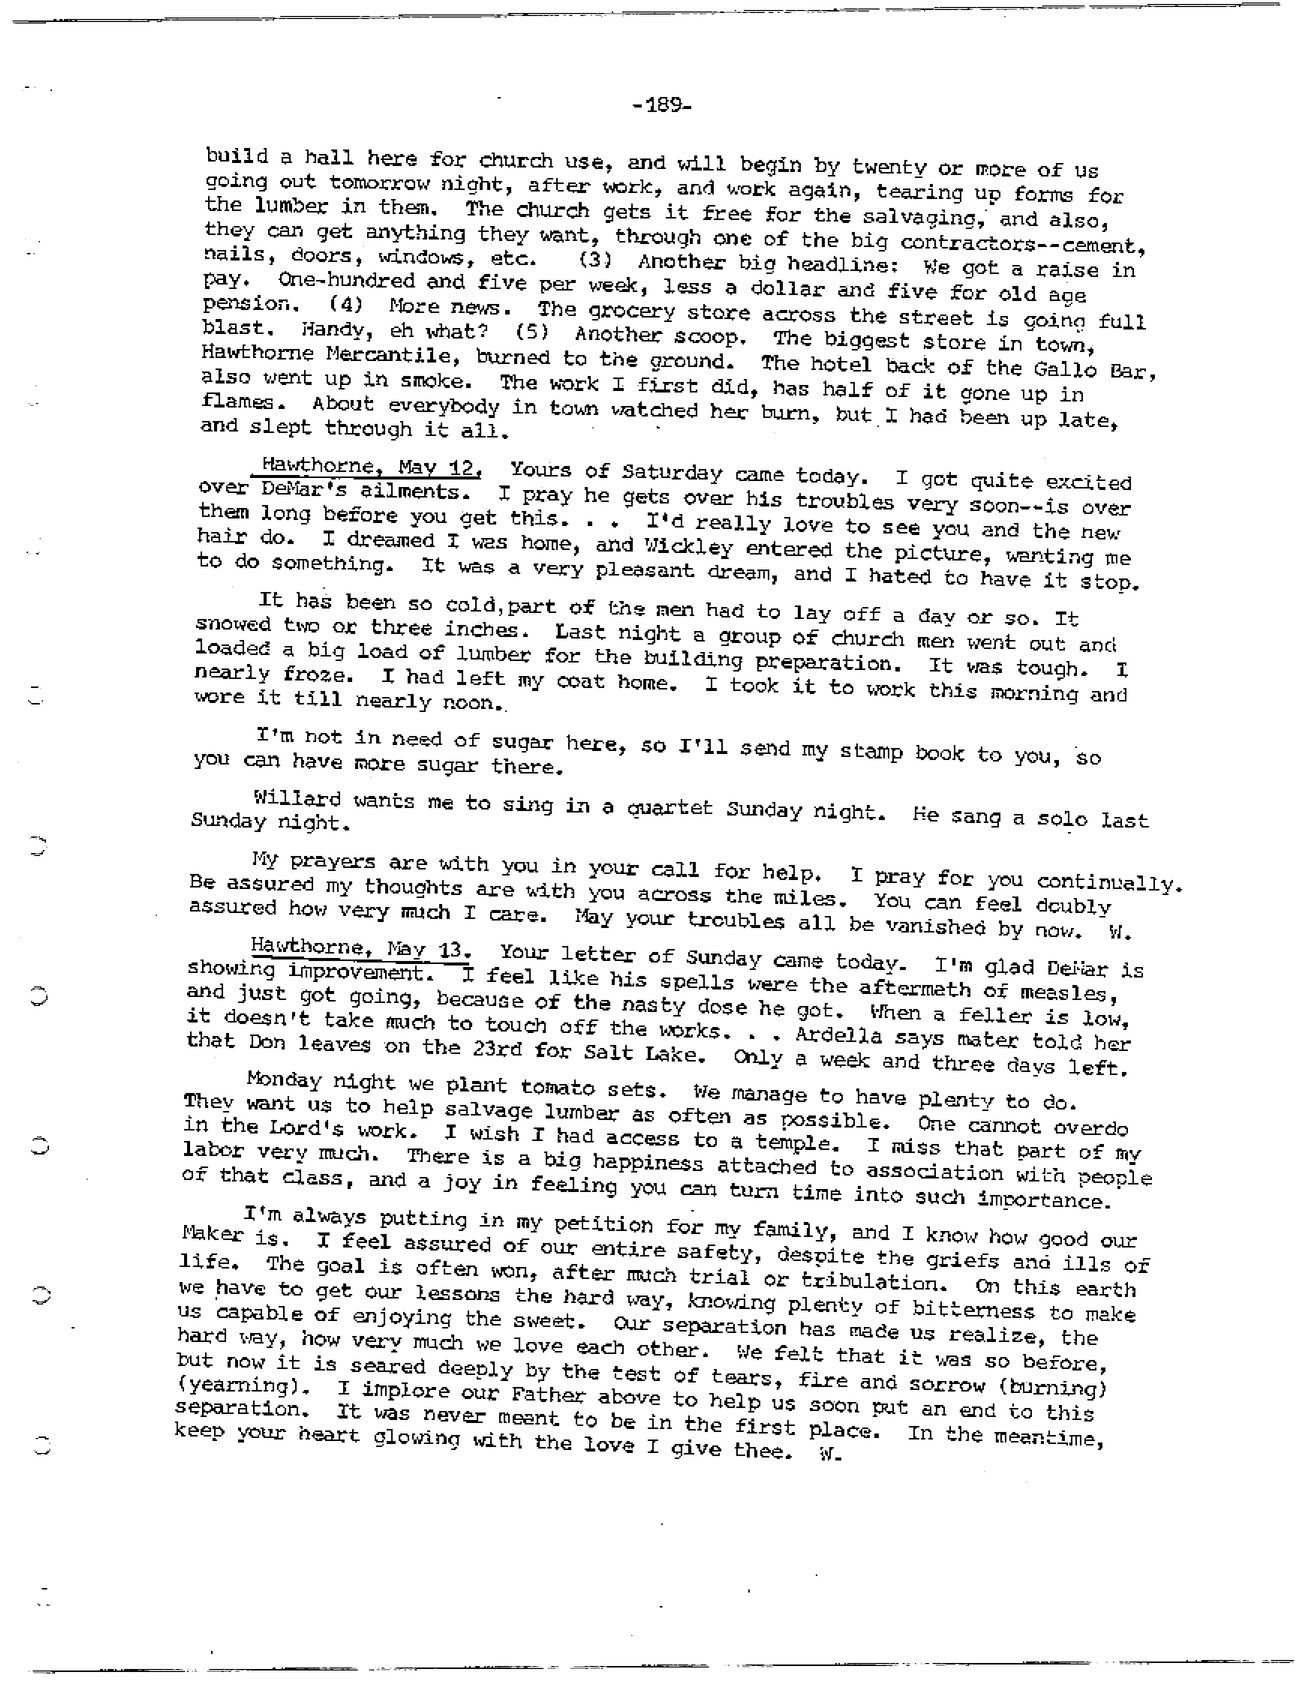 -189-
build a hall here for church use, and will begin by twenty or more of us
going out tomorrow night, after work, and work again, tearing up forms for
the lumber in them. The church gets it free for the salvaging, and also,
they can get anything they want, through one of the big contractors--cement,
nails, doors, windows, etc. (3) Another big headline: We got a raise in
pay. One-hundred and five per week, less a dollar and five for old age
pension. (4) More news. The grocery store across the street is going full
blast. Handy, eh what? (5) Another scoop. The biggest store in town,
Hawthorne Mercantile, burned to the ground. The hotel back of the Gallo Bar,
also went up in smoke. The work I first did, has half of it gone up in
flames. About everybody in town watched her burn, but I had been up late,
and slept through it all.
Hawthorne, May 12. Yours of Saturday came today. I got quite excited
over DeMar's ailments. I pray he gets over his troubles very soon--is over
them long before you get this. . . I'd really love to see you and the new
hair do. I dreamed I was home, and Wickley entered the picture, wanting me
to do something. It was a very pleasant dream, and I hated to have it stop.
It has been so cold,part of the men had to lay off a day or so. It
snowed two or three inches. Last night a group of church men went out and
loaded a big load of lumber for the building preparation. It was tough. I
nearly froze. I had left my coat home. I took it to work this morning and
wore it till nearly noon.
I'm not in need of sugar here, so I'll send my stamp book to you, so
you can have more sugar there.
Willard wants me to sing in a quartet Sunday night. He sang a solo last
Sunday night.
My prayers are with you in your call for help. I pray for you continually.
Be assured my thoughts are with you across the miles. You can feel doubly
assured how very much I care. May your troubles all be vanished by now. W.
Hawthorne, May 13. Your letter of Sunday came today. I'm glad DeMar is
showing improvement. I feel like his spells were the aftermath of measles,
and just got going, because of the nasty dose he got. When a feller is low,
it doesn't take much to touch off the works. . . Ardella says mater told her
that Don leaves on the 23rd for Salt Lake. Only a week and three days left.
Monday night we plant tomato sets. We manage to have plenty to do.
They want us to help salvage lumber as often as possible. One cannot overdo
in the Lord's work. I wish I had access to a temple. I miss that part of my
labor very much. There is a big happiness attached to association with people
of that class, and a joy in feeling you can turn time into such importance.
I'm always putting in my petition for my family, and I know how good our
Maker is. I feel assured of our entire safety, despite the griefs and ills of
life. The goal is often won, after much trial or tribulation. On this earth
we have to get our lessons the hard way, knowing plenty of bitterness to make
us capable of enjoying the sweet. Our separation has made us realize, the
hard way, how very much we love each other. We felt that it was so before,
but now it is seared deeply by the test of tears, fire and sorrow (burning)
(yearning). I implore our Father above to help us soon put an end to this
separation. It was never meant to be in the first place. In the meantime,
keep your heart glowing with the love I give thee. W.